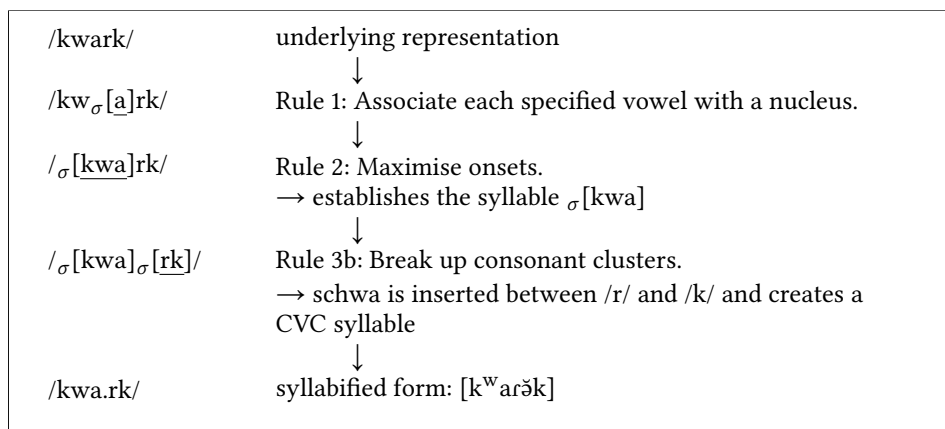 /kwark/ underlying representation
↓
/kw σ[a]rk/ Rule 1: Associate each specified vowel with a nucleus.
↓
/σ[kwa]rk/ Rule 2: Maximise onsets.
→ establishes the syllable σ[kwa]
↓
/σ[kwa]σ[rk]/ Rule 3b: Break up consonant clusters.
→ schwa is inserted between /r/ and /k/ and creates a
CVC syllable
↓
/kwa.rk/ syllabified form: [kʷaɾə̆k]